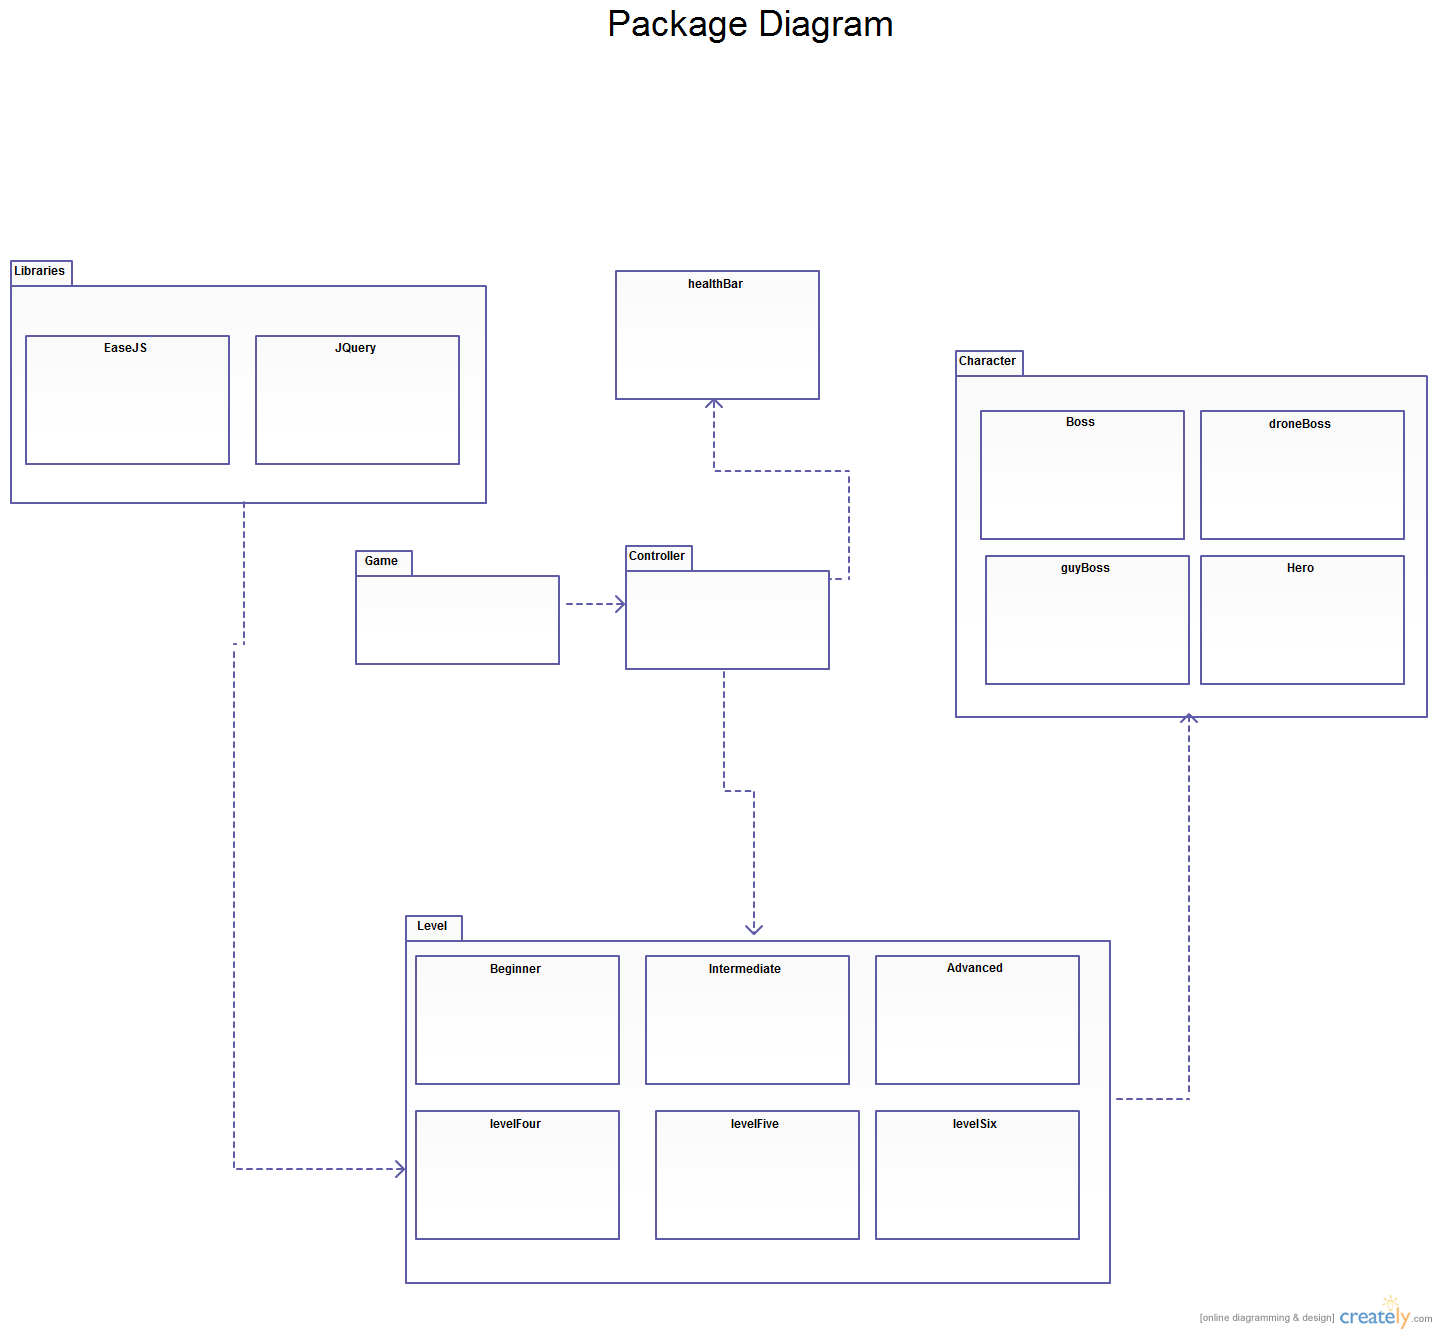 Package Diagram
Libraries
EaseJS
JQuery
healthBar
Character
Boss
droneBoss
guyBoss
Hero
Game
Controller
Level
Beginner
Intermediate
Advanced
levelFour
levelFive
levelSix
[online diagramming & design] creately.com